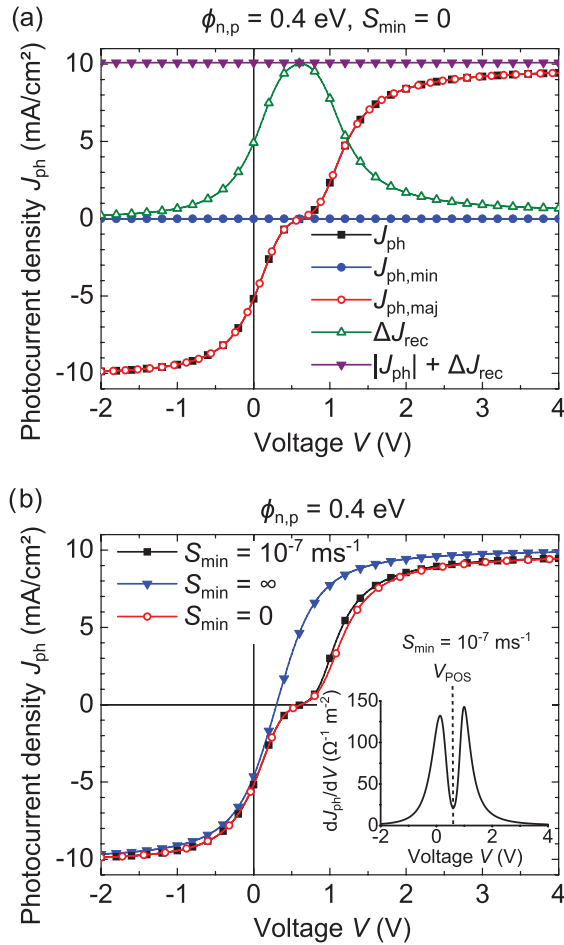 (a)
ϕn,p = 0.4 eV, Smin = 0
Photocurrent density Jph (mA/cm²)
10
5
0
-5
-10
Jph
Jph,min
Jph,maj
ΔJrec
|Jph| + ΔJrec
-2 -1 0 1 2 3 4
Voltage V (V)
(b)
ϕn,p = 0.4 eV
Photocurrent density Jph (mA/cm²)
10
5
0
-5
-10
Smin = 10⁻⁷ ms⁻¹
Smin = ∞
Smin = 0
Smin = 10⁻⁷ ms⁻¹
VPOS
dJph/dV (Ω⁻¹ m⁻²)
150
100
50
0
-2 0 2 4
Voltage V (V)
-2 -1 0 1 2 3 4
Voltage V (V)